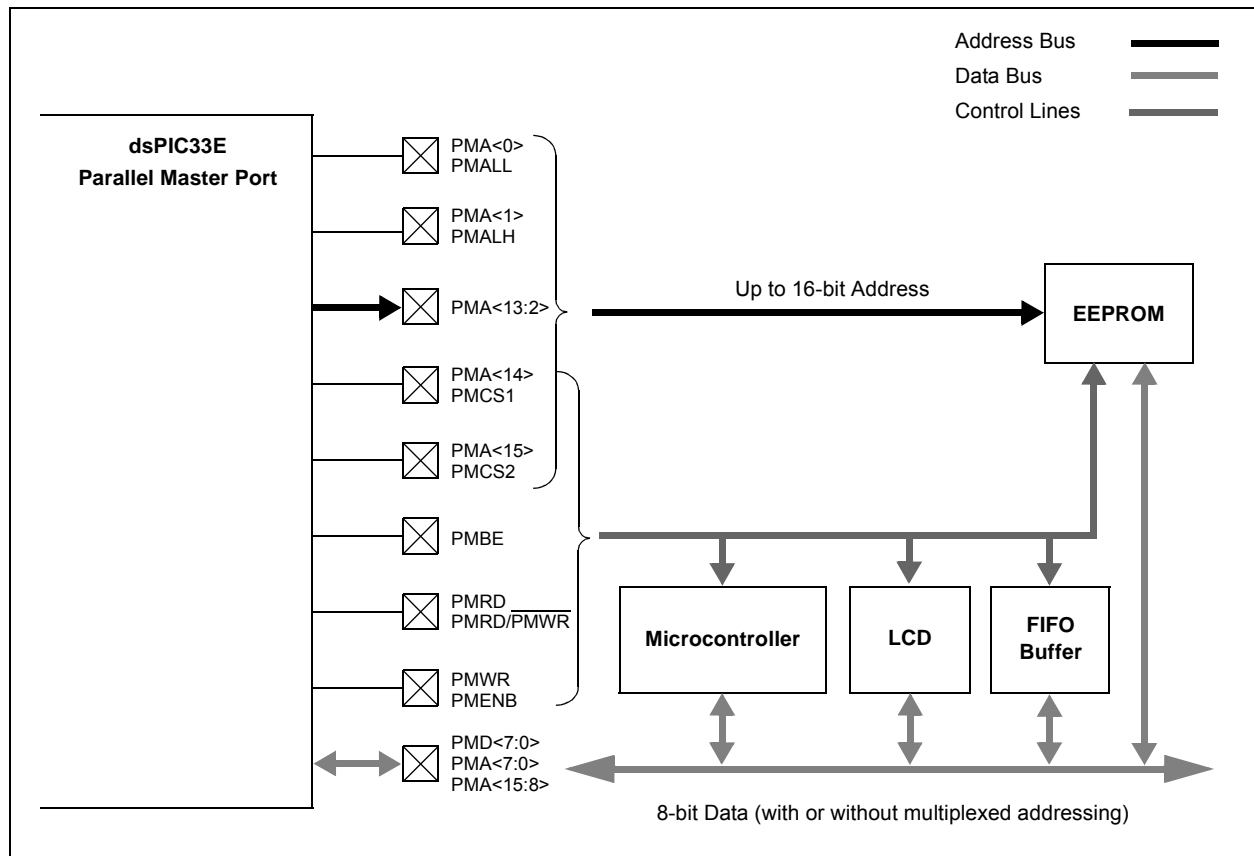 Address Bus
Data Bus
Control Lines
dsPIC33E
Parallel Master Port
PMA<0>
PMALL
PMA<1>
PMALH
PMA<13:2>
PMA<14>
PMCS1
PMA<15>
PMCS2
PMBE
PMRD
PMRD/PMWR
PMWR
PMENB
PMD<7:0>
PMA<7:0>
PMA<15:8>
Up to 16-bit Address
EEPROM
Microcontroller
LCD
FIFO
Buffer
8-bit Data (with or without multiplexed addressing)